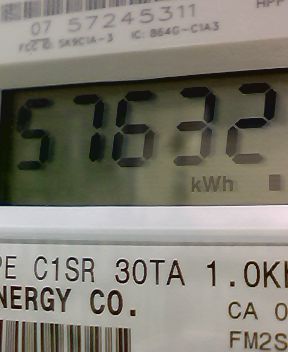 07 57245311
FCC ID: SK9C1A-3 IC: 864G-C1A3
57632
kWh
PE C1SR 30TA 1.0K
NERGY CO.
CA 0
FM2S